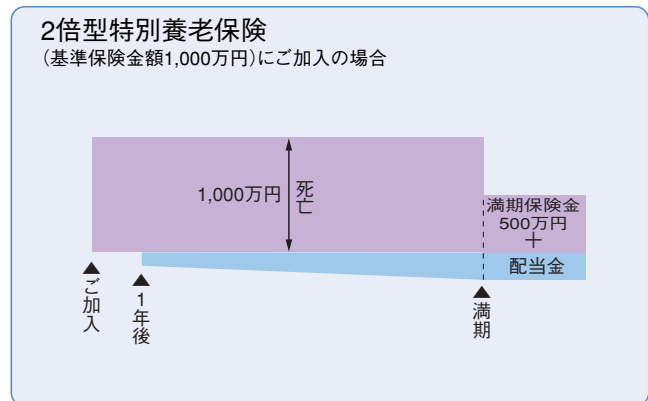 2倍型特別養老保険
(基準保険金額1,000万円)にご加入の場合
1,000万円
死亡
満期保険金
500万円
+
配当金
▲ご加入
▲1年後
▲満期